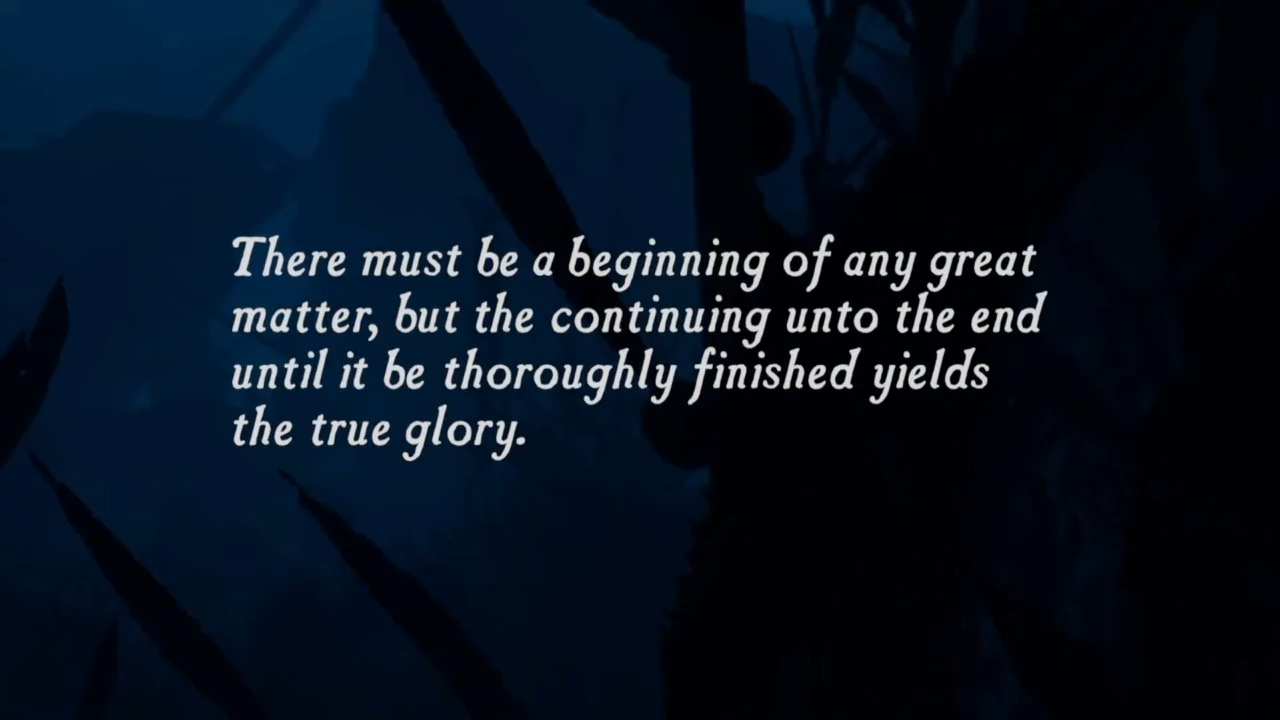 There must be a beginning of any great
matter, but the continuing unto the end
until it be thoroughly finished yields
the true glory.